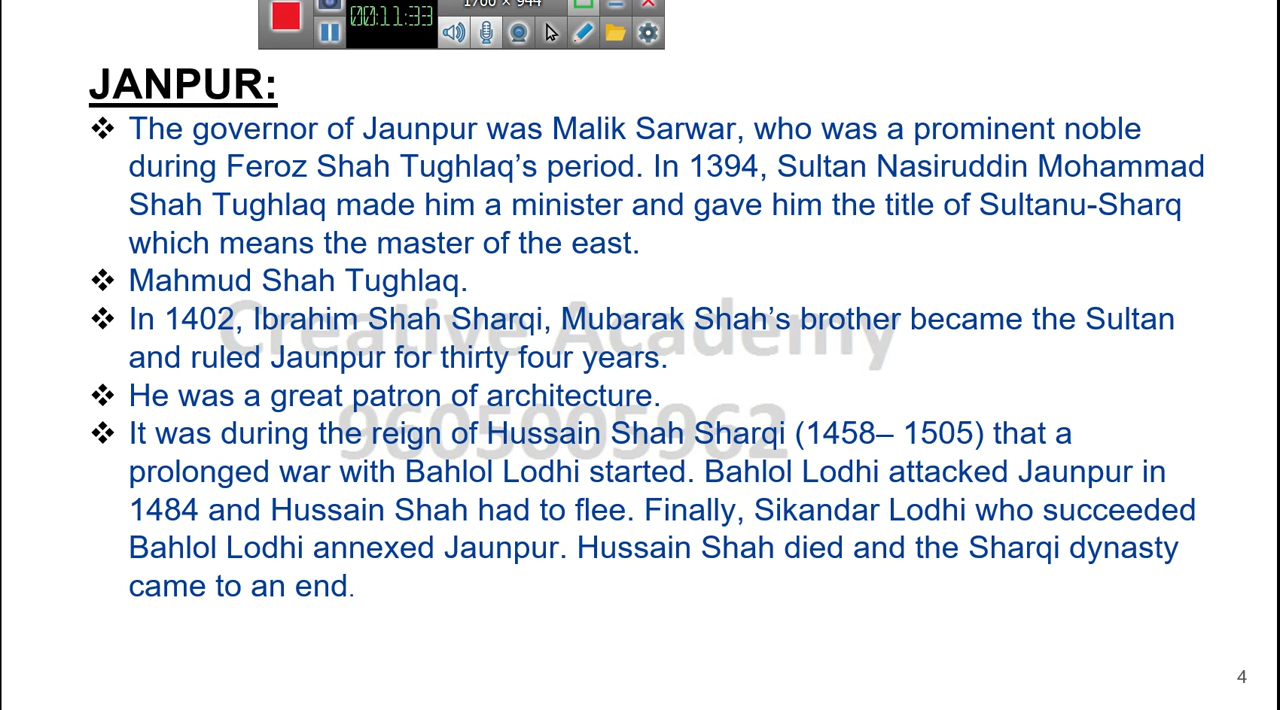 1700 × 944
00:11:33
JANPUR:
❖ The governor of Jaunpur was Malik Sarwar, who was a prominent noble
during Feroz Shah Tughlaq’s period. In 1394, Sultan Nasiruddin Mohammad
Shah Tughlaq made him a minister and gave him the title of Sultanu-Sharq
which means the master of the east.
❖ Mahmud Shah Tughlaq.
❖ In 1402, Ibrahim Shah Sharqi, Mubarak Shah’s brother became the Sultan
and ruled Jaunpur for thirty four years.
❖ He was a great patron of architecture.
❖ It was during the reign of Hussain Shah Sharqi (1458– 1505) that a
prolonged war with Bahlol Lodhi started. Bahlol Lodhi attacked Jaunpur in
1484 and Hussain Shah had to flee. Finally, Sikandar Lodhi who succeeded
Bahlol Lodhi annexed Jaunpur. Hussain Shah died and the Sharqi dynasty
came to an end.
Creative Academy
9605005962
4